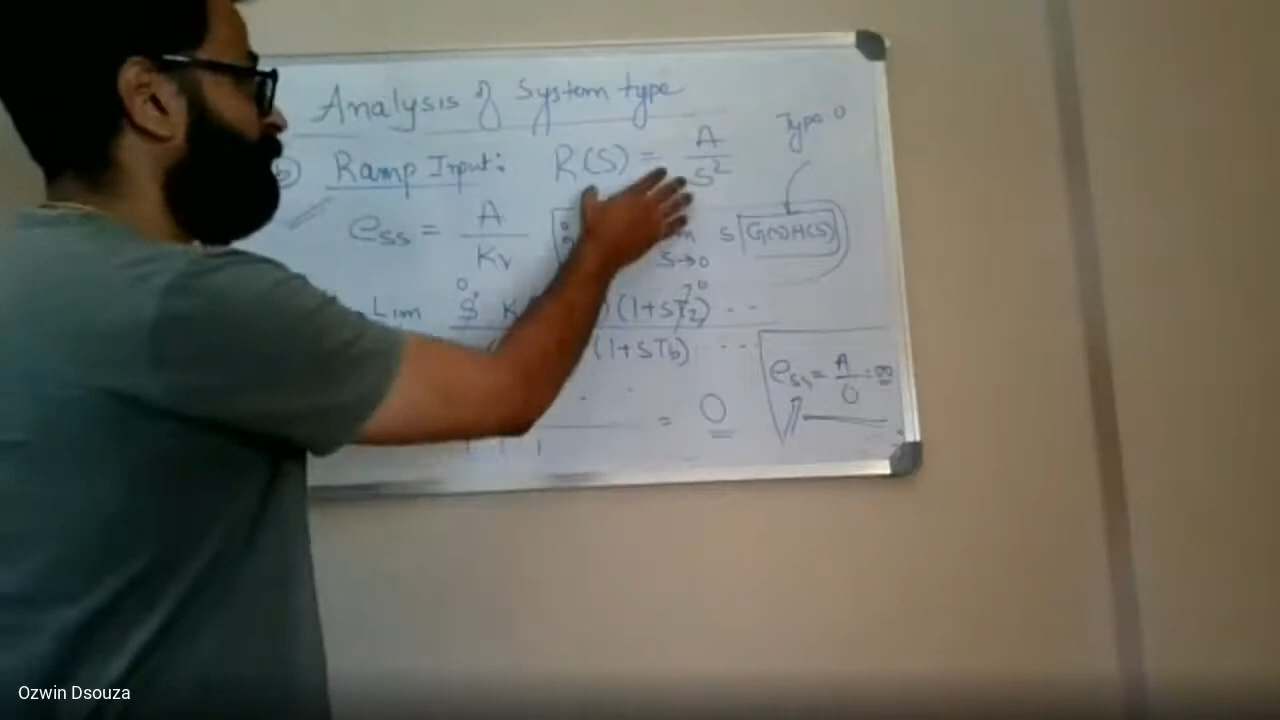 Analysis of System type
b) Ramp Input: R(S) = A/S² Type 0
ess = A/Kv S G(S)H(S)
S→0
Lim S K (1+ST2) ...
(1+STb) ...
ess = A/0 = ∞
= 0
Ozwin Dsouza